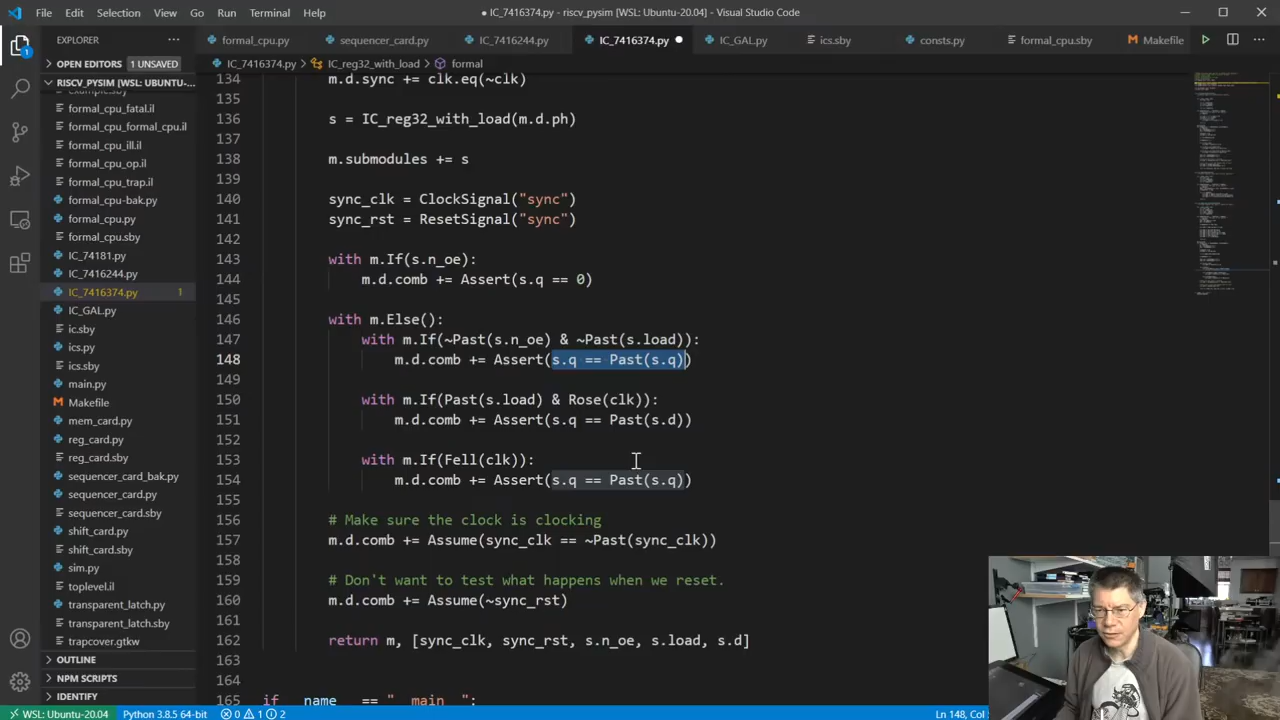 File Edit Selection View Go Run Terminal Help
● IC_7416374.py - riscv_pysim [WSL: Ubuntu-20.04] - Visual Studio Code
EXPLORER
formal_cpu.py sequencer_card.py IC_7416244.py IC_7416374.py IC_GAL.py ics.sby consts.py formal_cpu.sby Makefile
OPEN EDITORS 1 UNSAVED
IC_7416374.py > IC_reg32_with_load > formal
RISCV_PYSIM [WSL: UBUNTU-20.04]...
formal_cpu_fatal.il
formal_cpu_formal_cpu.il
formal_cpu_ill.il
formal_cpu_op.il
formal_cpu_trap.il
formal_cpu-bak.py
formal_cpu.py
formal_cpu.sby
IC_74181.py
IC_7416244.py
IC_7416374.py 1
IC_GAL.py
ic.sby
ics.py
ics.sby
main.py
Makefile
mem_card.py
reg_card.py
reg_card.sby
sequencer_card_bak.py
sequencer_card.py
sequencer_card.sby
shift_card.py
shift_card.sby
sim.py
toplevel.il
transparent_latch.py
transparent_latch.sby
trapcover.gtkw
OUTLINE
NPM SCRIPTS
IDENTIFY
134 m.d.sync += clk.eq(~clk)
135
136 s = IC_reg32_with_load(m.d.ph)
137
138 m.submodules += s
139
140 sync_clk = ClockSignal("sync")
141 sync_rst = ResetSignal("sync")
142
143 with m.If(s.n_oe):
144 m.d.comb += Assert(s.q == 0)
145
146 with m.Else():
147 with m.If(~Past(s.n_oe) & ~Past(s.load)):
148 m.d.comb += Assert(s.q == Past(s.q))
149
150 with m.If(Past(s.load) & Rose(clk)):
151 m.d.comb += Assert(s.q == Past(s.d))
152
153 with m.If(Fell(clk)):
154 m.d.comb += Assert(s.q == Past(s.q))
155
156 # Make sure the clock is clocking
157 m.d.comb += Assume(sync_clk == ~Past(sync_clk))
158
159 # Don't want to test what happens when we reset.
160 m.d.comb += Assume(~sync_rst)
161
162 return m, [sync_clk, sync_rst, s.n_oe, s.load, s.d]
163
164
165 if __name__ == "__main__":
WSL: Ubuntu-20.04 Python 3.8.5 64-bit 0 1 2 Ln 148, Col